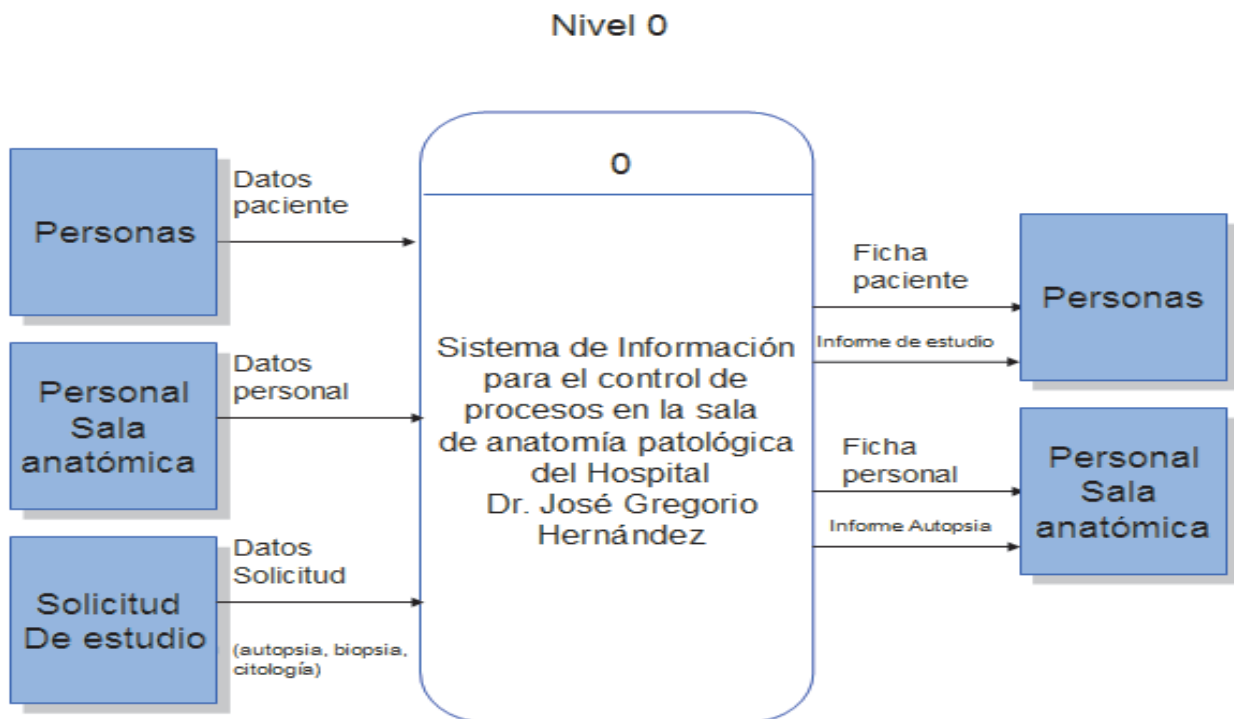 Nivel 0
Personas
Datos
paciente
Personal
Sala
anatómica
Datos
personal
Solicitud
De estudio
Datos
Solicitud
(autopsia, biopsia,
citología)
0
Sistema de Información
para el control de
procesos en la sala
de anatomía patológica
del Hospital
Dr. José Gregorio
Hernández
Ficha
paciente
Informe de estudio
Personas
Ficha
personal
Informe Autopsia
Personal
Sala
anatómica